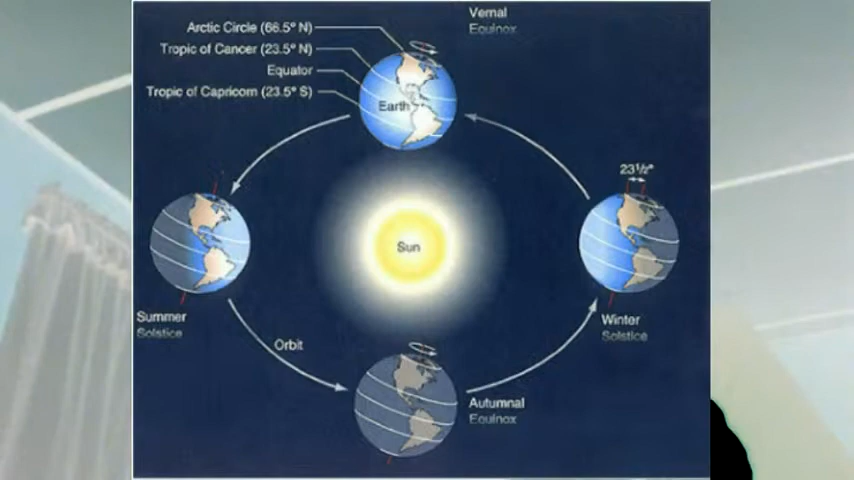 Vernal
Equinox
Arctic Circle (66.5° N)
Tropic of Cancer (23.5° N)
Equator
Tropic of Capricorn (23.5° S)
Earth
23½°
Sun
Summer
Solstice
Winter
Solstice
Orbit
Autumnal
Equinox